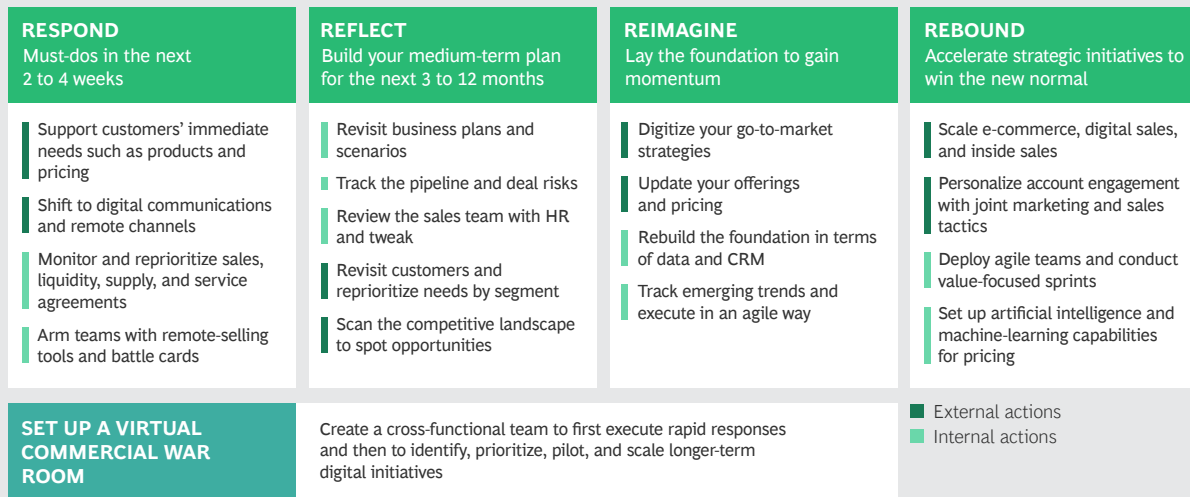 RESPOND
Must-dos in the next
2 to 4 weeks
Support customers’ immediate
needs such as products and
pricing
Shift to digital communications
and remote channels
Monitor and reprioritize sales,
liquidity, supply, and service
agreements
Arm teams with remote-selling
tools and battle cards
REFLECT
Build your medium-term plan
for the next 3 to 12 months
Revisit business plans and
scenarios
Track the pipeline and deal risks
Review the sales team with HR
and tweak
Revisit customers and
reprioritize needs by segment
Scan the competitive landscape
to spot opportunities
REIMAGINE
Lay the foundation to gain
momentum
Digitize your go-to-market
strategies
Update your offerings
and pricing
Rebuild the foundation in terms
of data and CRM
Track emerging trends and
execute in an agile way
REBOUND
Accelerate strategic initiatives to
win the new normal
Scale e-commerce, digital sales,
and inside sales
Personalize account engagement
with joint marketing and sales
tactics
Deploy agile teams and conduct
value-focused sprints
Set up artificial intelligence and
machine-learning capabilities
for pricing
SET UP A VIRTUAL
COMMERCIAL WAR
ROOM
Create a cross-functional team to first execute rapid responses
and then to identify, prioritize, pilot, and scale longer-term
digital initiatives
External actions
Internal actions